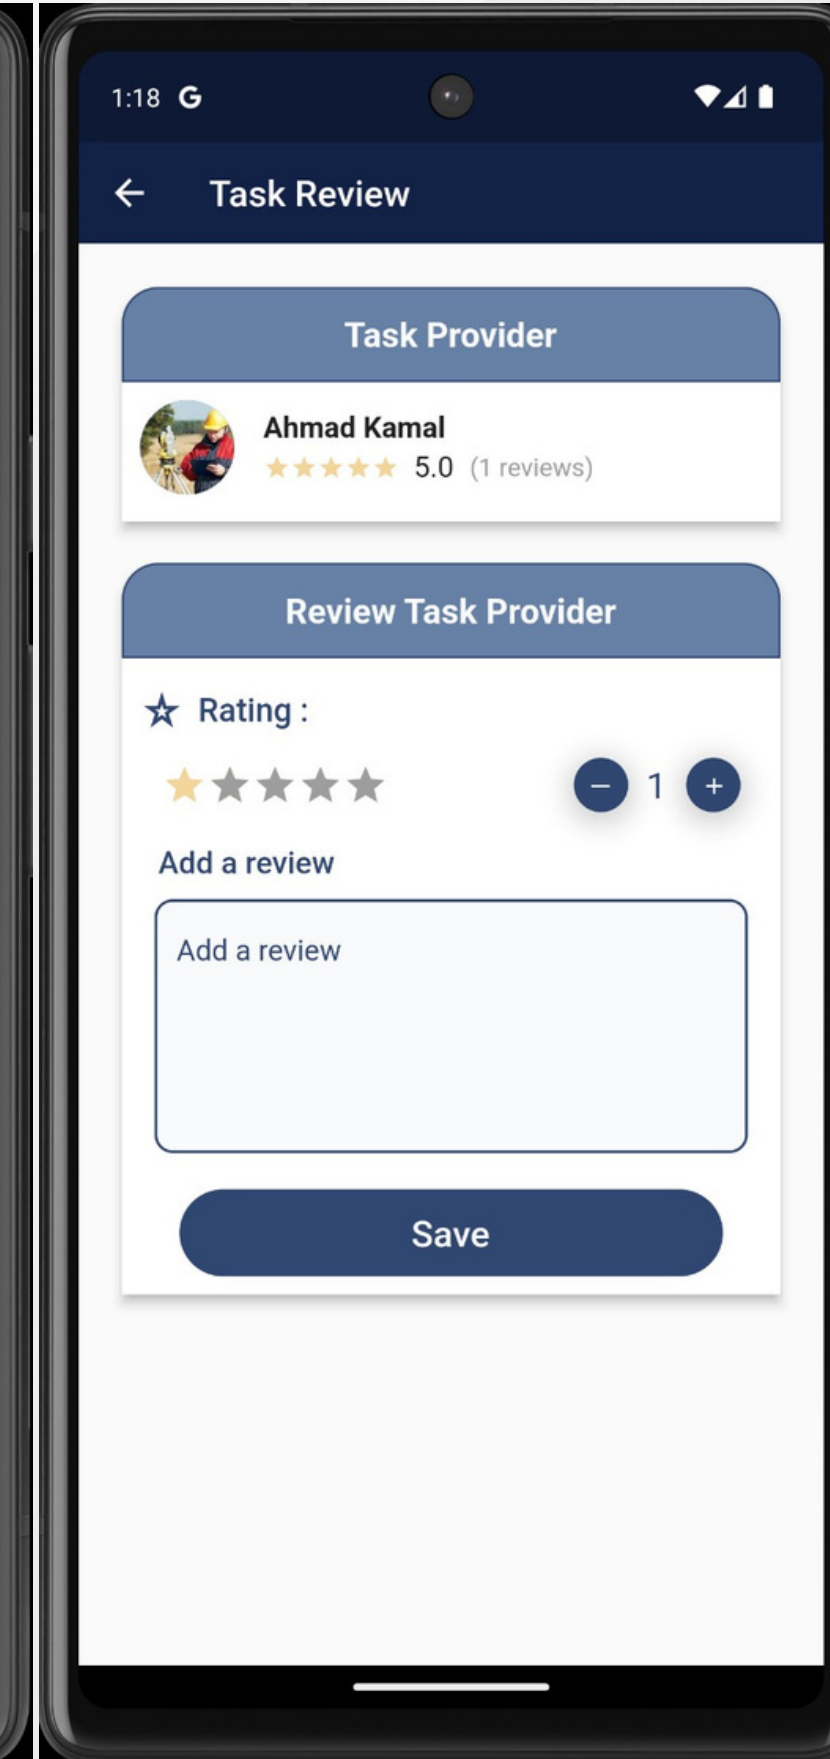 1:18 G
Task Review
Task Provider
Ahmad Kamal
5.0 (1 reviews)
Review Task Provider
Rating :
1
Add a review
Add a review
Save